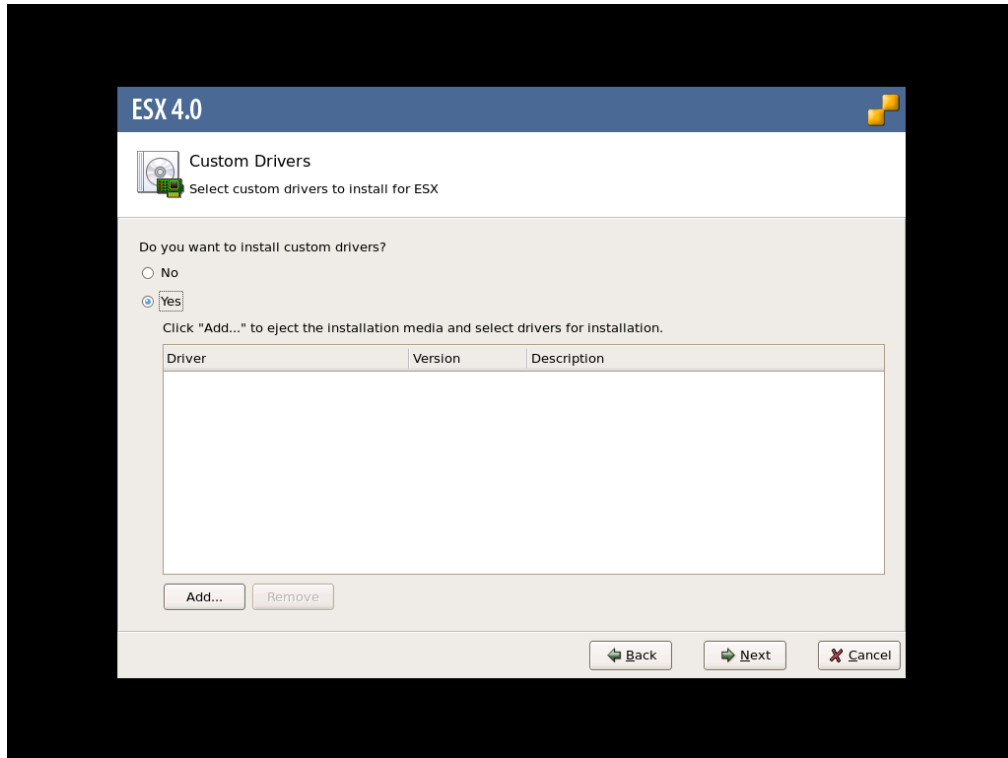 ESX 4.0
Custom Drivers
Select custom drivers to install for ESX
Do you want to install custom drivers?
No
Yes
Click "Add..." to eject the installation media and select drivers for installation.
Driver Version Description
Add... Remove
Back Next Cancel